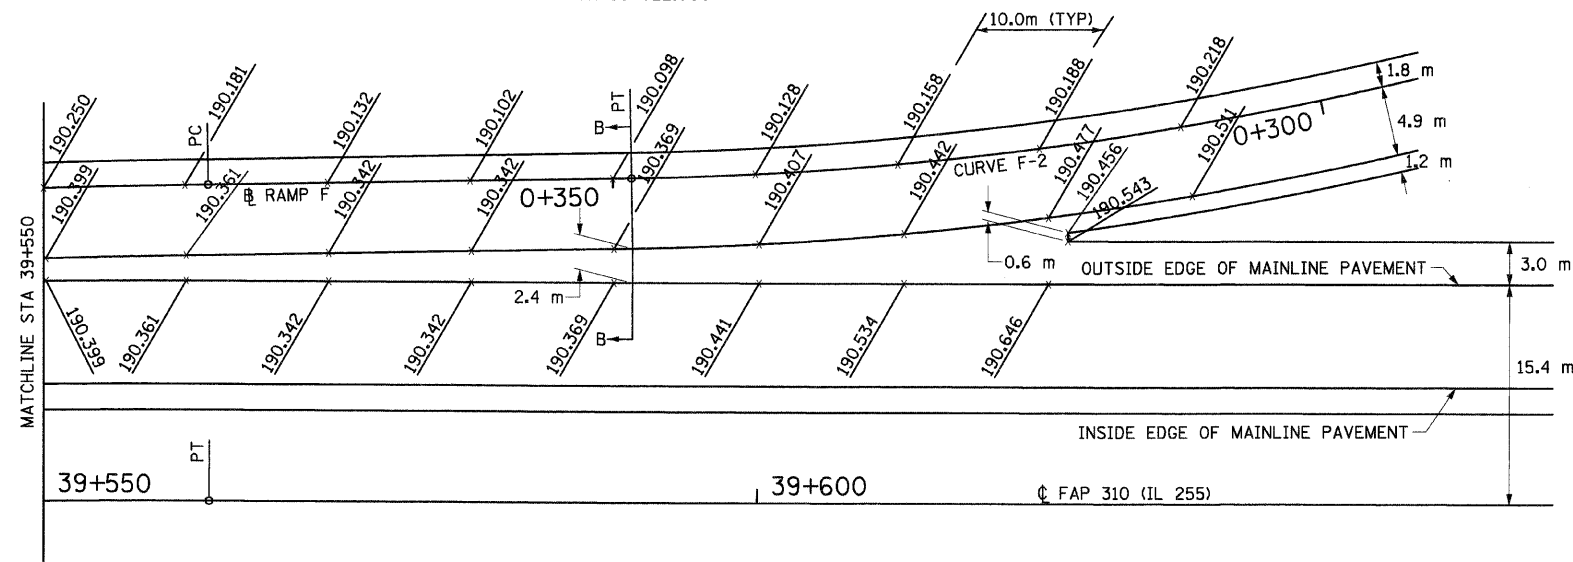 10.0m (TYP)
190.250
190.181
190.132
190.102
190.098
190.128
190.158
190.188
190.218
1.8 m
PC
PT
B
4.9 m
0+300
190.399
190.361
190.342
190.342
190.369
190.407
190.442
190.477
190.456
190.543
190.511
1.2 m
CURVE F-2
℄ RAMP F
0+350
0.6 m
3.0 m
OUTSIDE EDGE OF MAINLINE PAVEMENT
2.4 m
B
190.399
190.361
190.342
190.342
190.369
190.441
190.534
190.646
15.4 m
MATCHLINE STA 39+550
INSIDE EDGE OF MAINLINE PAVEMENT
PT
39+550
39+600
℄ FAP 310 (IL 255)